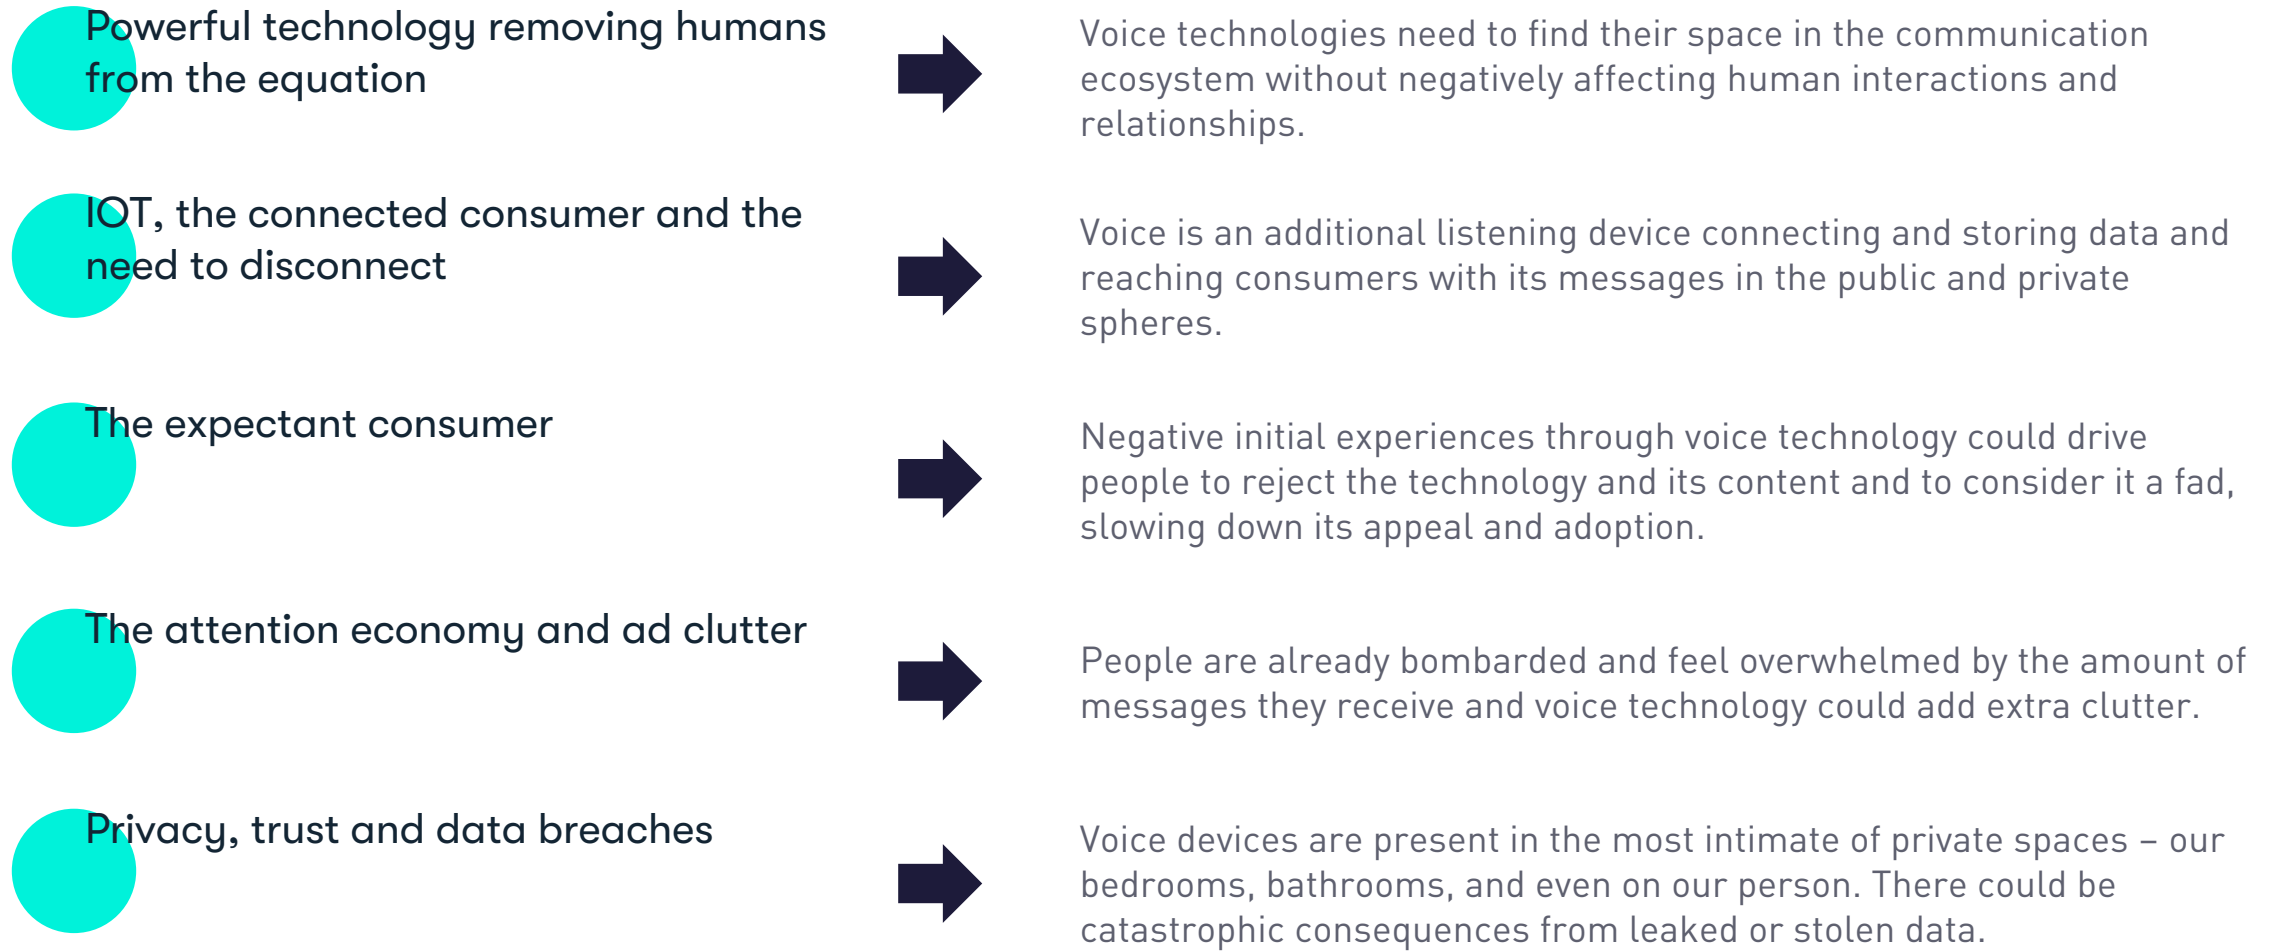 Powerful technology removing humans
from the equation
Voice technologies need to find their space in the communication
ecosystem without negatively affecting human interactions and
relationships.
IOT, the connected consumer and the
need to disconnect
Voice is an additional listening device connecting and storing data and
reaching consumers with its messages in the public and private
spheres.
The expectant consumer
Negative initial experiences through voice technology could drive
people to reject the technology and its content and to consider it a fad,
slowing down its appeal and adoption.
The attention economy and ad clutter
People are already bombarded and feel overwhelmed by the amount of
messages they receive and voice technology could add extra clutter.
Privacy, trust and data breaches
Voice devices are present in the most intimate of private spaces – our
bedrooms, bathrooms, and even on our person. There could be
catastrophic consequences from leaked or stolen data.